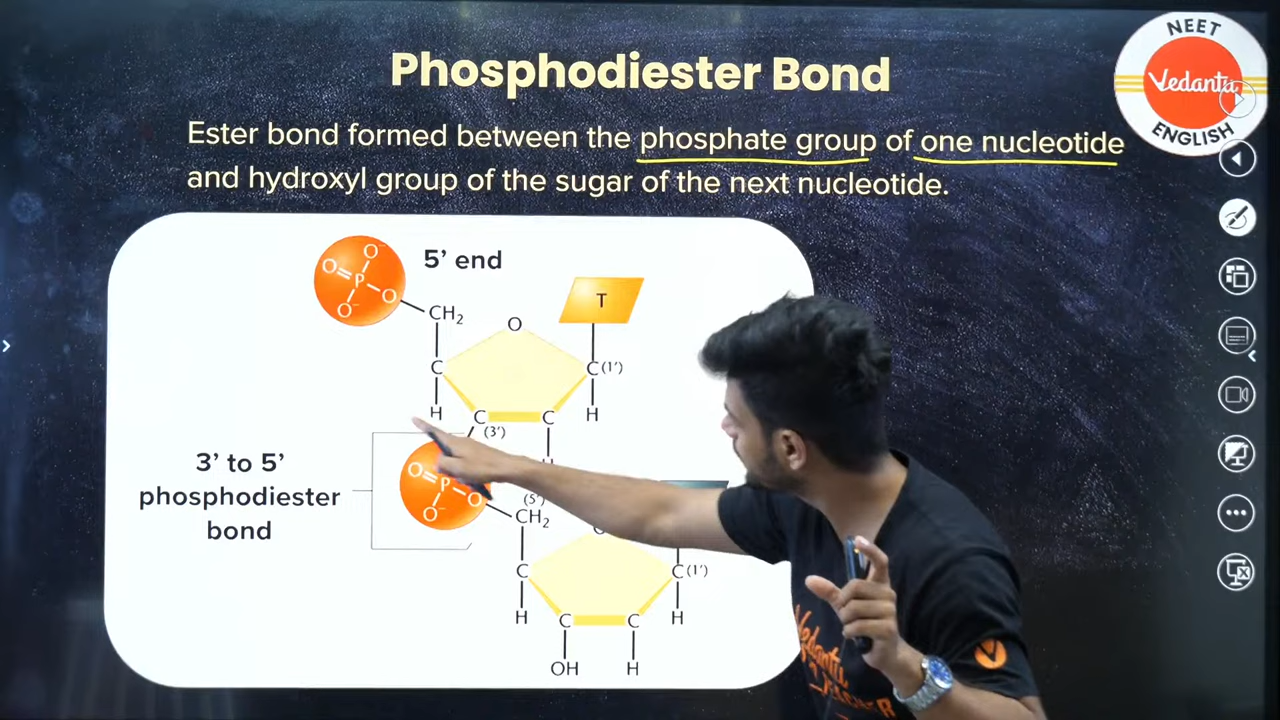 Phosphodiester Bond
NEET
Vedantu
ENGLISH
Ester bond formed between the phosphate group of one nucleotide
and hydroxyl group of the sugar of the next nucleotide.
5' end
O⁻
O=P
O
O⁻
CH₂
T
O
C
C(1')
H
C
C
H
(3')
3' to 5'
phosphodiester
bond
O=P
O
O⁻
(5')
CH₂
C
C(1')
H
C
C
H
OH
H
Vedantu
V